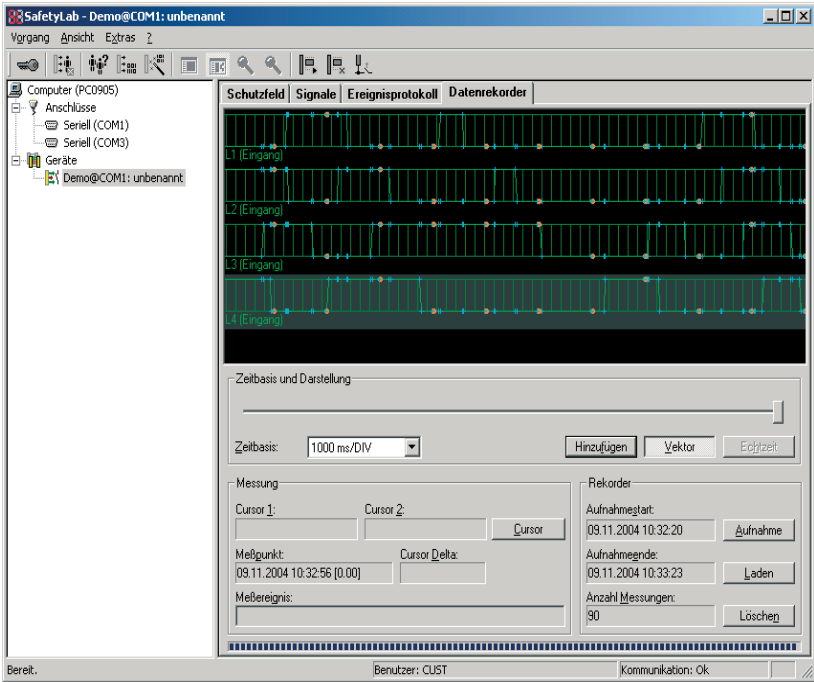 SafetyLab - Demo@COM1: unbenannt
Vorgang Ansicht Extras ?
Computer (PC0905)
Anschlüsse
Seriell (COM1)
Seriell (COM3)
Geräte
Demo@COM1: unbenannt
Schutzfeld Signale Ereignisprotokoll Datenrekorder
L1 (Eingang)
L2 (Eingang)
L3 (Eingang)
L4 (Eingang)
Zeitbasis und Darstellung
Zeitbasis: 1000 ms/DIV Hinzufügen Vektor Echtzeit
Messung
Cursor 1: Cursor 2:
Cursor
Meßpunkt: Cursor Delta:
09.11.2004 10:32:56 [0.00]
Meßereignis:
Rekorder
Aufnahmestart:
09.11.2004 10:32:20 Aufnahme
Aufnahmeende:
09.11.2004 10:33:23 Laden
Anzahl Messungen:
90 Löschen
Bereit. Benutzer: CUST Kommunikation: Ok